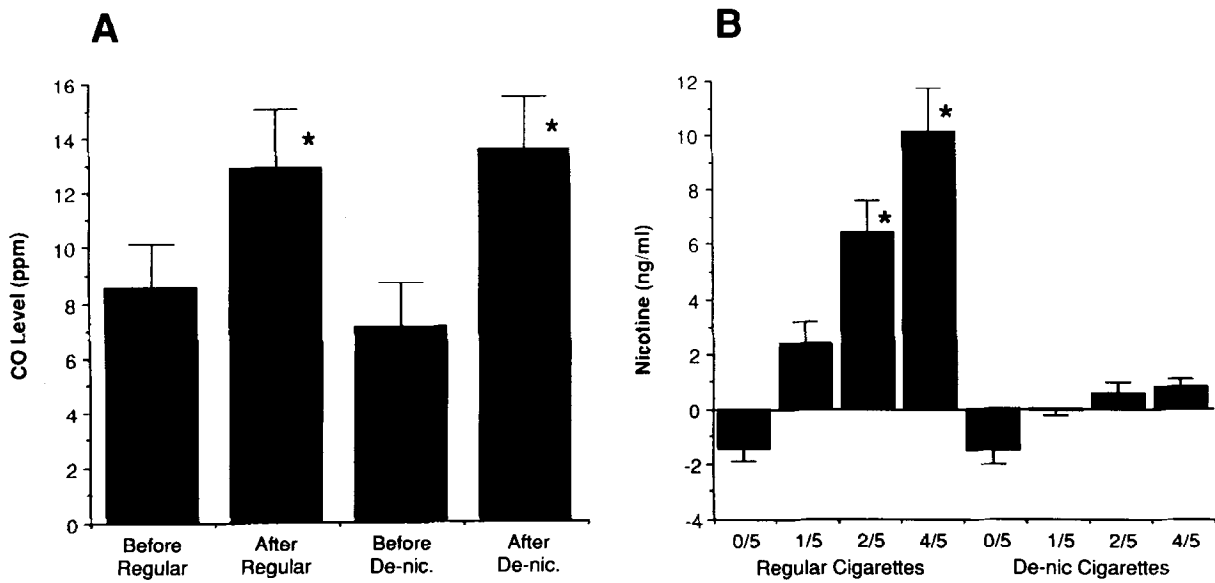 A
16
14
12
10
8
6
4
2
0
CO Level (ppm)
*
*
Before
Regular
After
Regular
Before
De-nic.
After
De-nic.
B
12
10
8
6
4
2
0
-2
-4
Nicotine (ng/ml)
*
*
0/5 1/5 2/5 4/5 0/5 1/5 2/5 4/5
Regular Cigarettes De-nic Cigarettes